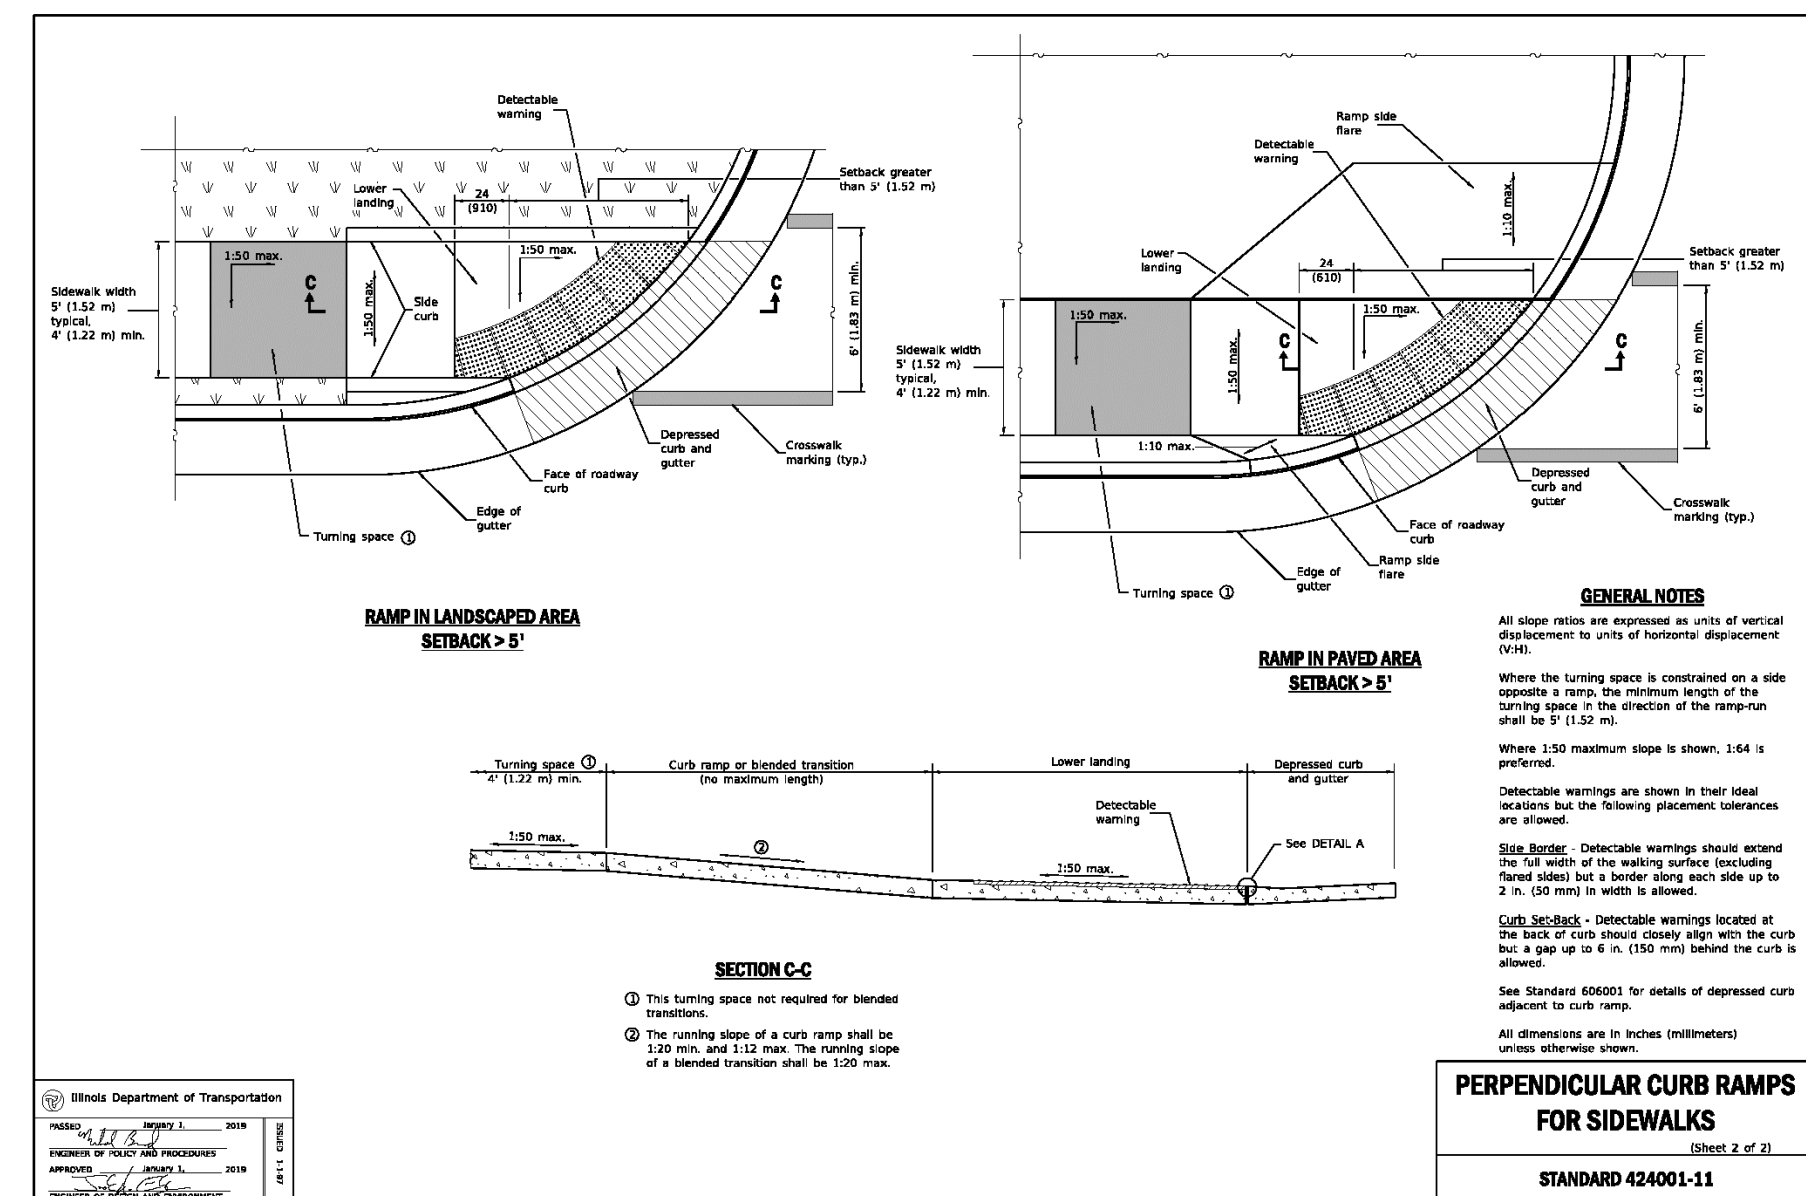 Detectable
warning
Setback greater
than 5' (1.52 m)
Lower
landing
24
(910)
1:50 max.
1:50 max.
C
C
1:50 max.
Side
curb
Sidewalk width
5' (1.52 m)
typical,
4' (1.22 m) min.
6' (1.83 m) min.
Depressed
curb and
gutter
Crosswalk
marking (typ.)
Face of roadway
curb
Edge of
gutter
Turning space ①
RAMP IN LANDSCAPED AREA
SETBACK > 5'
Ramp side
flare
Detectable
warning
1:10 max.
Lower
landing
Setback greater
than 5' (1.52 m)
24
(610)
1:50 max.
1:50 max.
C
C
1:50 max.
Sidewalk width
5' (1.52 m)
typical,
4' (1.22 m) min.
6' (1.83 m) min.
1:10 max.
Depressed
curb and
gutter
Crosswalk
marking (typ.)
Face of roadway
curb
Ramp side
flare
Edge of
gutter
Turning space ①
RAMP IN PAVED AREA
SETBACK > 5'
Turning space ①
4' (1.22 m) min.
Curb ramp or blended transition
(no maximum length)
Lower landing
Depressed curb
and gutter
Detectable
warning
1:50 max.
②
See DETAIL A
1:50 max.
SECTION C-C
① This turning space not required for blended
transitions.
② The running slope of a curb ramp shall be
1:20 min. and 1:12 max. The running slope
of a blended transition shall be 1:20 max.
GENERAL NOTES
All slope ratios are expressed as units of vertical
displacement to units of horizontal displacement
(V:H).
Where the turning space is constrained on a side
opposite a ramp, the minimum length of the
turning space in the direction of the ramp-run
shall be 5' (1.52 m).
Where 1:50 maximum slope is shown, 1:64 is
preferred.
Detectable warnings are shown in their ideal
locations but the following placement tolerances
are allowed.
Side Border - Detectable warnings should extend
the full width of the walking surface (excluding
flared sides) but a border along each side up to
2 in. (50 mm) in width is allowed.
Curb Set-Back - Detectable warnings located at
the back of curb should closely align with the curb
but a gap up to 6 in. (150 mm) behind the curb is
allowed.
See Standard 606001 for details of depressed curb
adjacent to curb ramp.
All dimensions are in inches (millimeters)
unless otherwise shown.
Illinois Department of Transportation
PASSED January 1, 2019
ENGINEER OF POLICY AND PROCEDURES
APPROVED January 1, 2019
ENGINEER OF DESIGN AND ENVIRONMENT
ISSUED 1-1-97
PERPENDICULAR CURB RAMPS
FOR SIDEWALKS
(Sheet 2 of 2)
STANDARD 424001-11